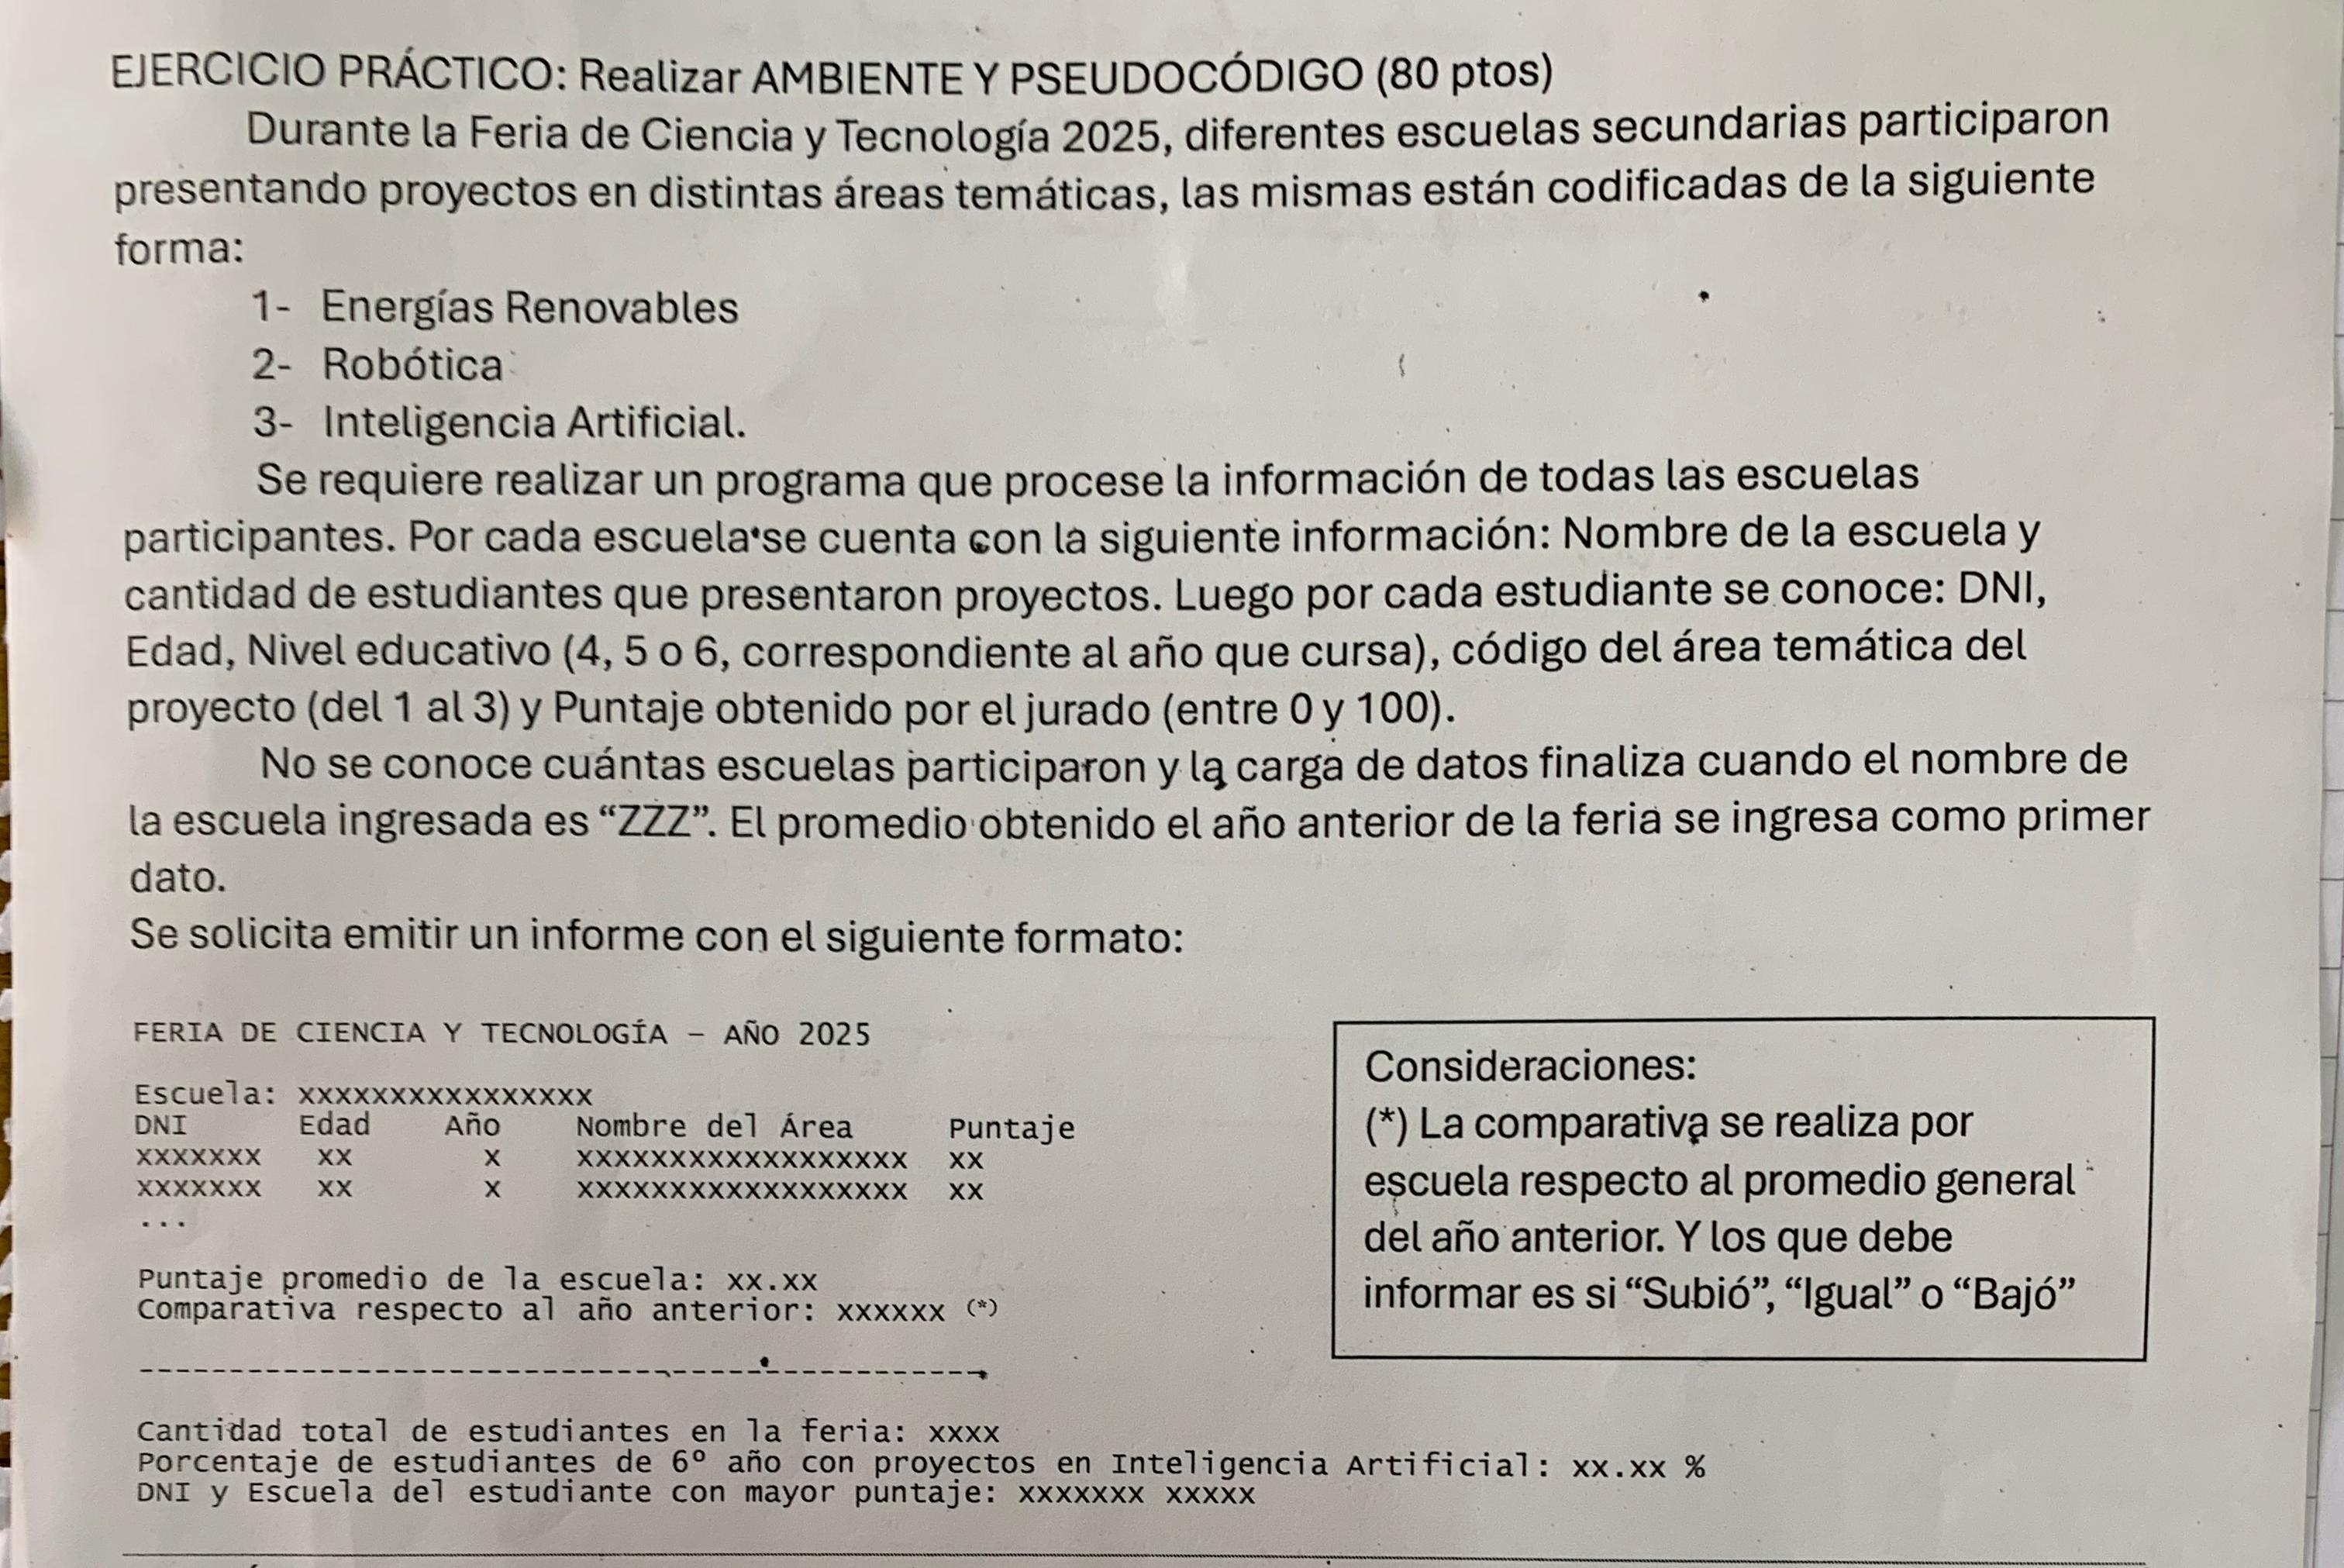 EJERCICIO PRÁCTICO: Realizar AMBIENTE Y PSEUDOCÓDIGO (80 ptos)
Durante la Feria de Ciencia y Tecnología 2025, diferentes escuelas secundarias participaron
presentando proyectos en distintas áreas temáticas, las mismas están codificadas de la siguiente
forma:
1- Energías Renovables
2- Robótica
3- Inteligencia Artificial.
Se requiere realizar un programa que procese la información de todas las escuelas
participantes. Por cada escuela se cuenta con la siguiente información: Nombre de la escuela y
cantidad de estudiantes que presentaron proyectos. Luego por cada estudiante se conoce: DNI,
Edad, Nivel educativo (4, 5 o 6, correspondiente al año que cursa), código del área temática del
proyecto (del 1 al 3) y Puntaje obtenido por el jurado (entre 0 y 100).
No se conoce cuántas escuelas participaron y la carga de datos finaliza cuando el nombre de
la escuela ingresada es “ZZZ”. El promedio obtenido el año anterior de la feria se ingresa como primer
dato.
Se solicita emitir un informe con el siguiente formato:
FERIA DE CIENCIA Y TECNOLOGÍA – AÑO 2025
Escuela: xxxxxxxxxxxxxxxx
DNI Edad Año Nombre del Área Puntaje
xxxxxxx xx x xxxxxxxxxxxxxxxxxx xx
xxxxxxx xx x xxxxxxxxxxxxxxxxxx xx
...
Puntaje promedio de la escuela: xx.xx
Comparativa respecto al año anterior: xxxxxx (*)
-----------------------------------------------
Cantidad total de estudiantes en la feria: xxxx
Porcentaje de estudiantes de 6º año con proyectos en Inteligencia Artificial: xx.xx %
DNI y Escuela del estudiante con mayor puntaje: xxxxxxx xxxxx
Consideraciones:
(*) La comparativa se realiza por
escuela respecto al promedio general
del año anterior. Y los que debe
informar es si “Subió”, “Igual” o “Bajó”